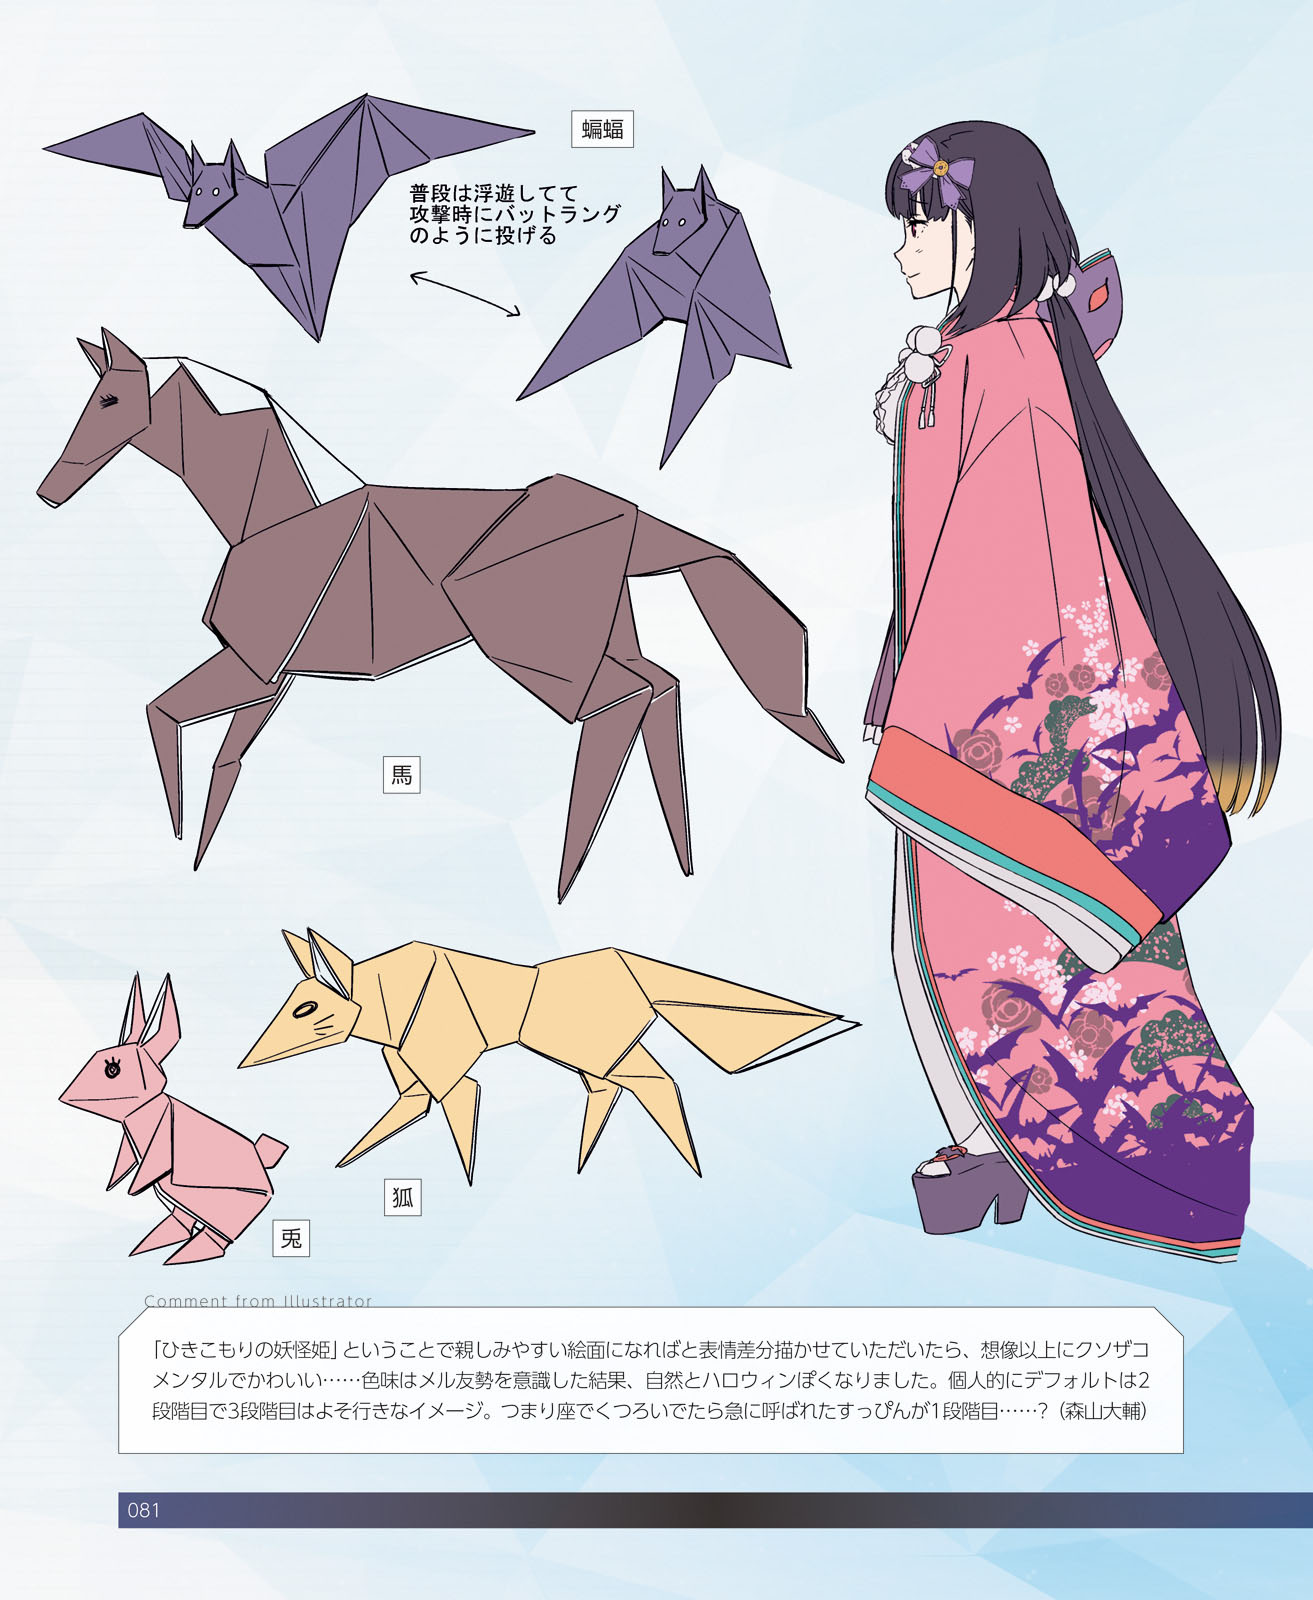 蝙蝠
普段は浮遊してて
攻撃時にバットラング
のように投げる
馬
狐
兎
Comment from Illustrator
「ひきこもりの妖怪姫」ということで親しみやすい絵面になればと表情差分描かせていただいたら、想像以上にクソザコ
メンタルでかわいい……色味はメル友勢を意識した結果、自然とハロウィンぽくなりました。個人的にデフォルトは2
段階目で3段階目はよそ行きなイメージ。つまり座でくつろいでたら急に呼ばれたすっぴんが1段階目……?（森山大輔）
081